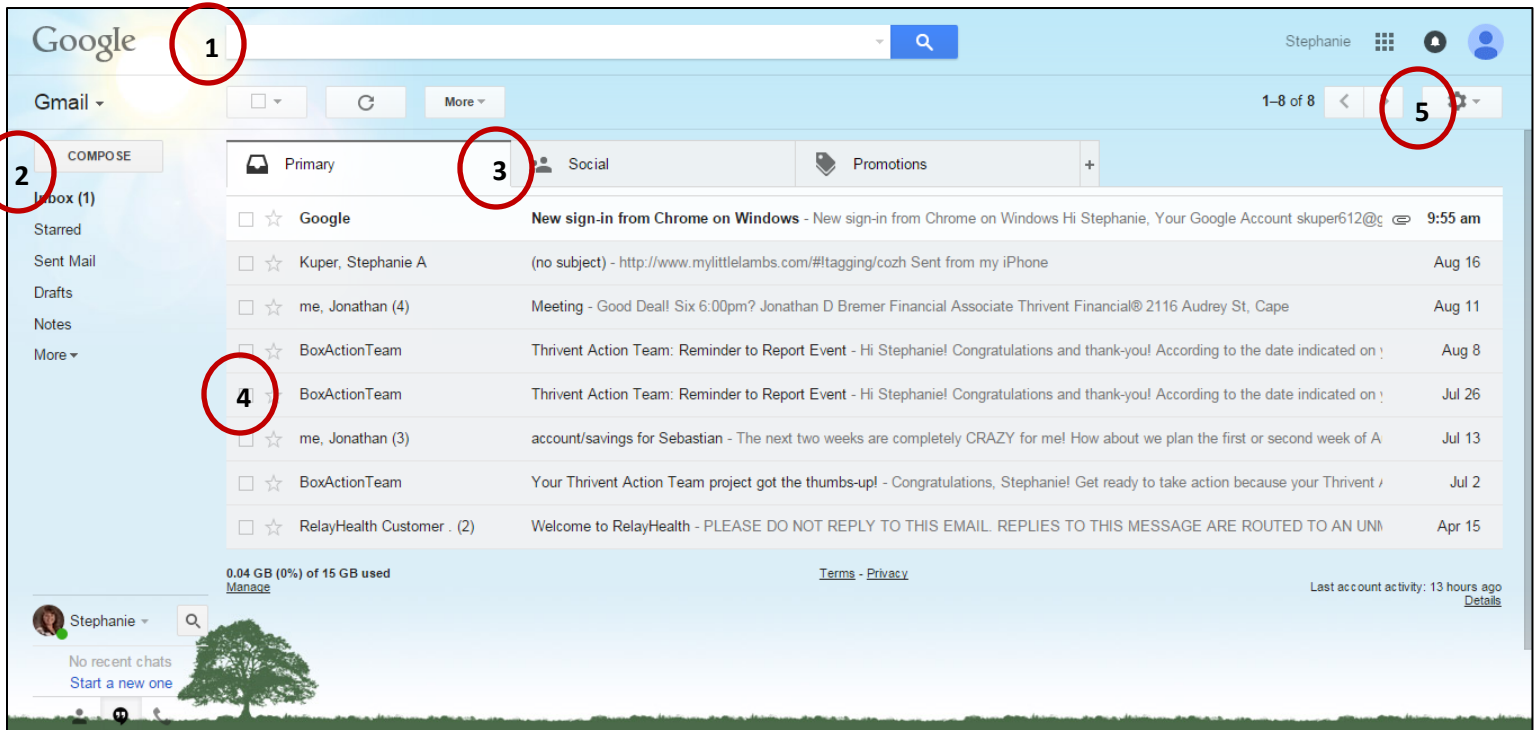 Google 1 Stephanie
Gmail More 1–8 of 8 5
COMPOSE
2
Inbox (1)
Starred
Sent Mail
Drafts
Notes
More
Primary 3 Social Promotions +
Google New sign-in from Chrome on Windows - New sign-in from Chrome on Windows Hi Stephanie, Your Google Account skuper612@g 9:55 am
Kuper, Stephanie A (no subject) - http://www.mylittlelambs.com/#!tagging/cozh Sent from my iPhone Aug 16
me, Jonathan (4) Meeting - Good Deal! Six 6:00pm? Jonathan D Bremer Financial Associate Thrivent Financial® 2116 Audrey St, Cape Aug 11
BoxActionTeam Thrivent Action Team: Reminder to Report Event - Hi Stephanie! Congratulations and thank-you! According to the date indicated on Aug 8
4 BoxActionTeam Thrivent Action Team: Reminder to Report Event - Hi Stephanie! Congratulations and thank-you! According to the date indicated on Jul 26
me, Jonathan (3) account/savings for Sebastian - The next two weeks are completely CRAZY for me! How about we plan the first or second week of A Jul 13
BoxActionTeam Your Thrivent Action Team project got the thumbs-up! - Congratulations, Stephanie! Get ready to take action because your Thrivent Jul 2
RelayHealth Customer . (2) Welcome to RelayHealth - PLEASE DO NOT REPLY TO THIS EMAIL. REPLIES TO THIS MESSAGE ARE ROUTED TO AN Apr 15
0.04 GB (0%) of 15 GB used
Manage
Terms - Privacy
Last account activity: 13 hours ago
Details
Stephanie
No recent chats
Start a new one